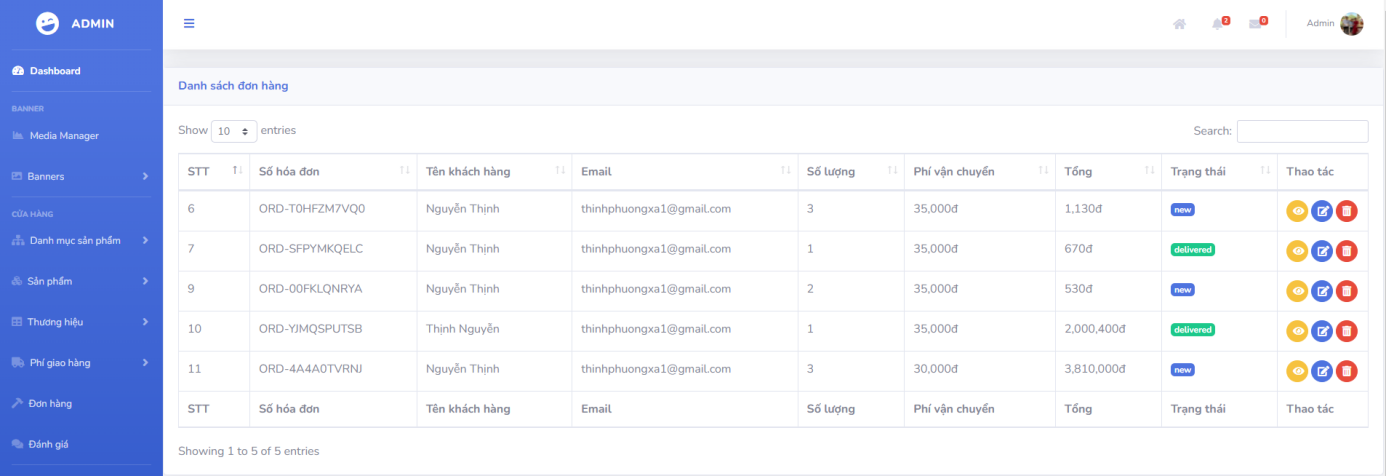 ADMIN
2
0
Admin
Dashboard
BANNER
Media Manager
Banners
CỬA HÀNG
Danh mục sản phẩm
Sản phẩm
Thương hiệu
Phí giao hàng
Đơn hàng
Đánh giá
Danh sách đơn hàng
Show 10 entries
Search:
STT Số hóa đơn Tên khách hàng Email Số lượng Phí vận chuyển Tổng Trạng thái Thao tác
6 ORD-T0HFZM7VQ0 Nguyễn Thịnh thinhphuongxa1@gmail.com 3 35,000đ 1,130đ new
7 ORD-SFPYMKQELC Nguyễn Thịnh thinhphuongxa1@gmail.com 1 35,000đ 670đ delivered
9 ORD-00FKLQNRYA Nguyễn Thịnh thinhphuongxa1@gmail.com 2 35,000đ 530đ new
10 ORD-YJMQSPUTSB Thịnh Nguyễn thinhphuongxa1@gmail.com 1 35,000đ 2,000,400đ delivered
11 ORD-4A4A0TVRNJ Nguyễn Thịnh thinhphuongxa1@gmail.com 3 30,000đ 3,810,000đ new
STT Số hóa đơn Tên khách hàng Email Số lượng Phí vận chuyển Tổng Trạng thái Thao tác
Showing 1 to 5 of 5 entries